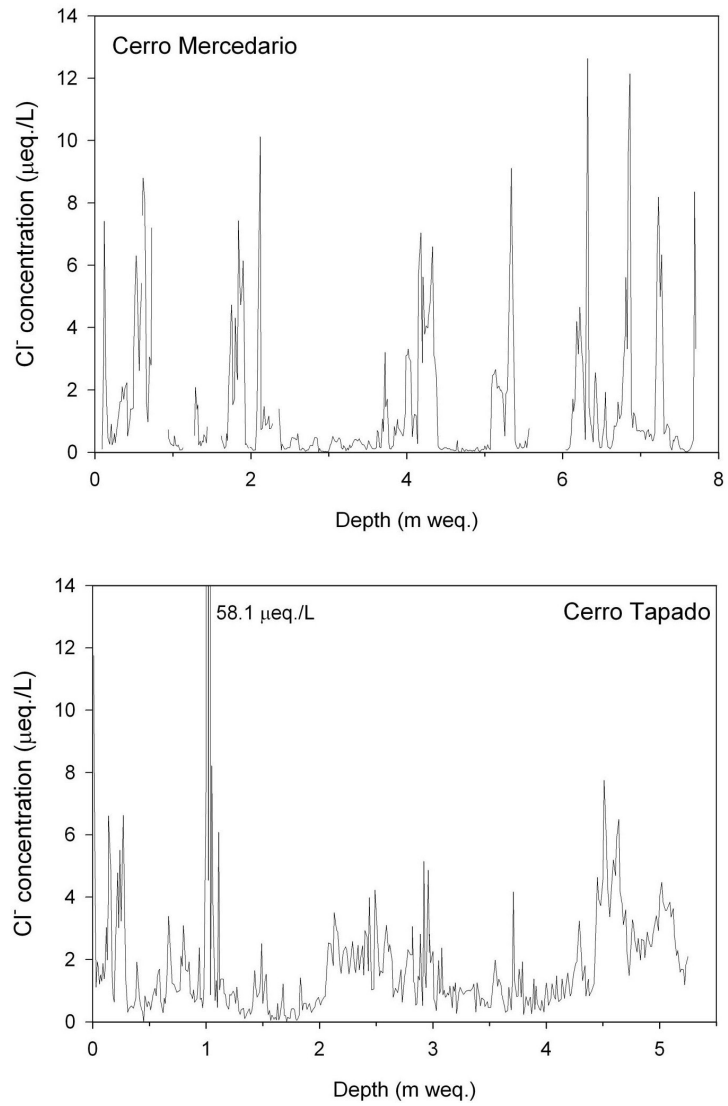 Cerro Mercedario
Cl⁻ concentration (μeq./L)
14
12
10
8
6
4
2
0
0 2 4 6 8
Depth (m weq.)
58.1 μeq./L
Cerro Tapado
Cl⁻ concentration (μeq./L)
14
12
10
8
6
4
2
0
0 1 2 3 4 5
Depth (m weq.)